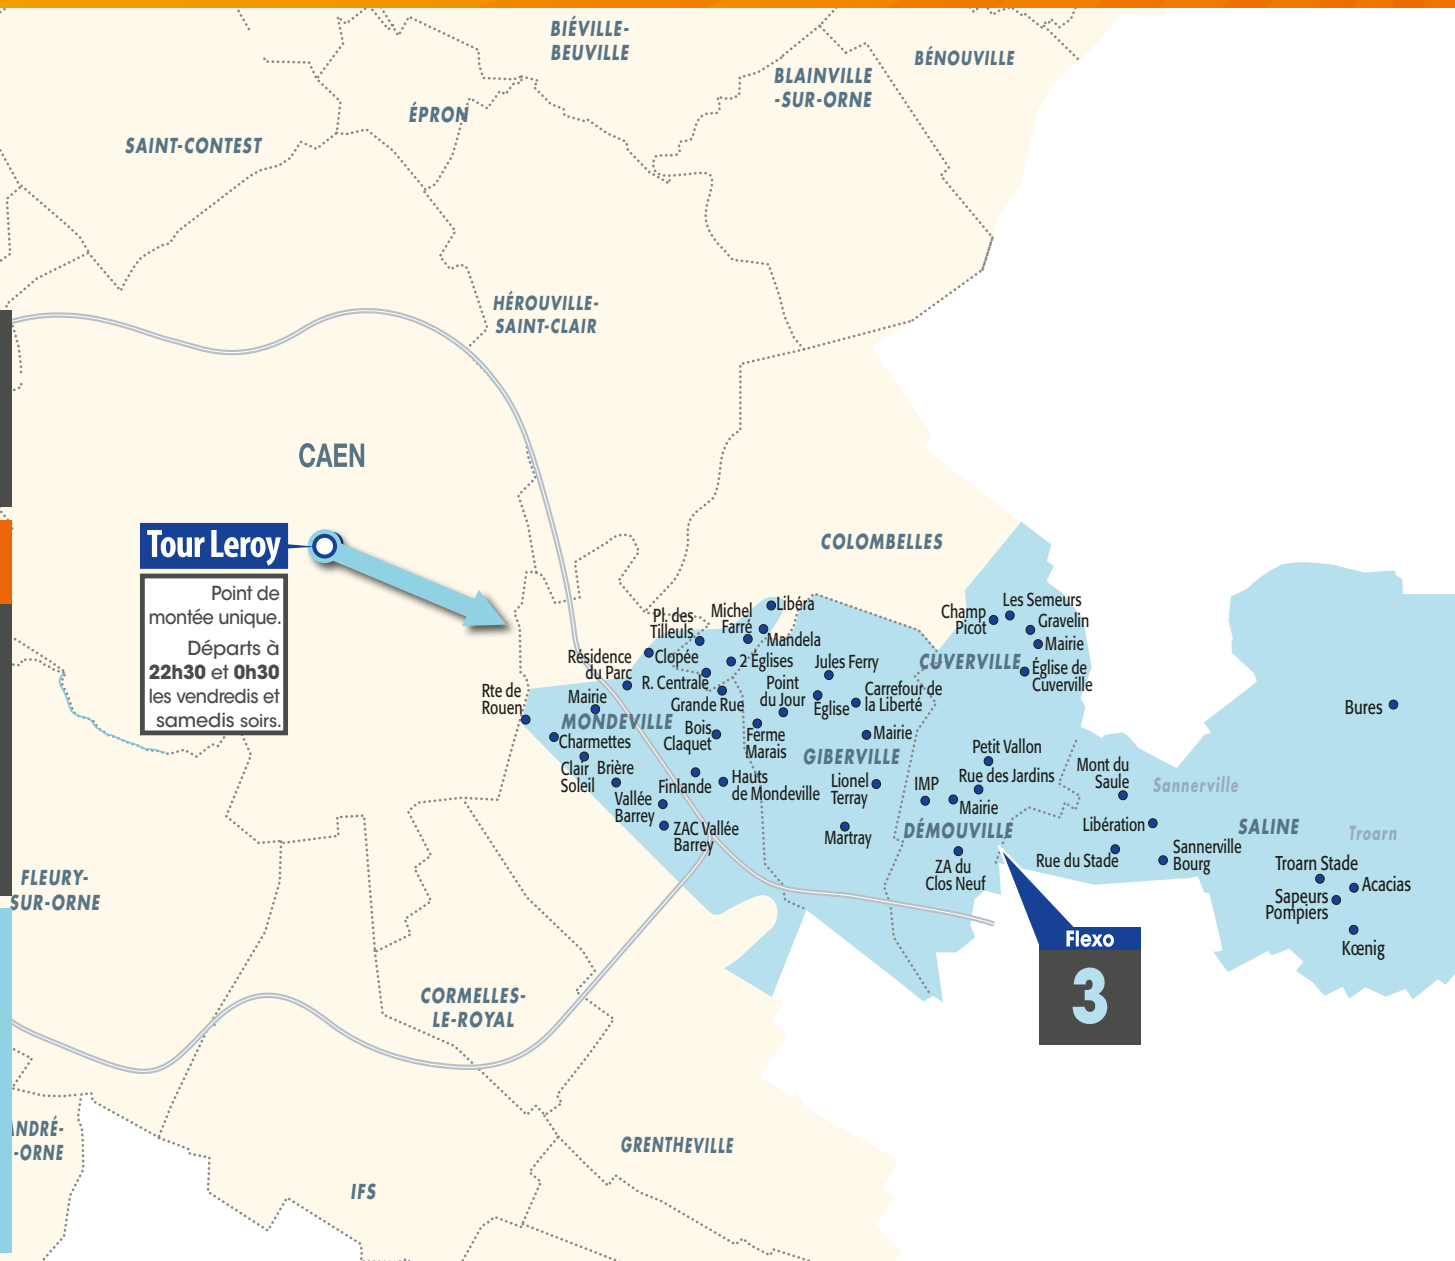 BIÉVILLE-
BEUVILLE
BÉNOUVILLE
BLAINVILLE
-SUR-ORNE
ÉPRON
SAINT-CONTEST
HÉROUVILLE-
SAINT-CLAIR
CAEN
COLOMBELLES
Tour Leroy
Point de
montée unique.
Départs à
22h30 et 0h30
les vendredis et
samedis soirs.
Libéra
Michel
Farré
Mandela
Pl. des
Tilleuls
Clopée
2 Églises
Résidence
du Parc
R. Centrale
Grande Rue
Rte de
Rouen
Mairie
MONDEVILLE
Charmettes
Clair
Soleil
Brière
Vallée
Barrey
ZAC Vallée
Barrey
Finlande
Bois
Claquet
Hauts
de Mondeville
Jules Ferry
Point
du Jour
Église
Carrefour de
la Liberté
Ferme
Marais
Mairie
GIBERVILLE
Lionel
Terray
Martray
Champ
Picot
Les Semeurs
Gravelin
Mairie
CUVERVILLE
Église de
Cuverville
Petit Vallon
Rue des Jardins
IMP
Mairie
DÉMOUVILLE
ZA du
Clos Neuf
Mont du
Saule
Sannerville
Libération
Rue du Stade
Sannerville
Bourg
SALINE
Bures
Troarn
Troarn Stade
Acacias
Sapeurs
Pompiers
Kœnig
Flexo
3
FLEURY-
SUR-ORNE
CORMELLES-
LE-ROYAL
NDRÉ-
-ORNE
IFS
GRENTHEVILLE